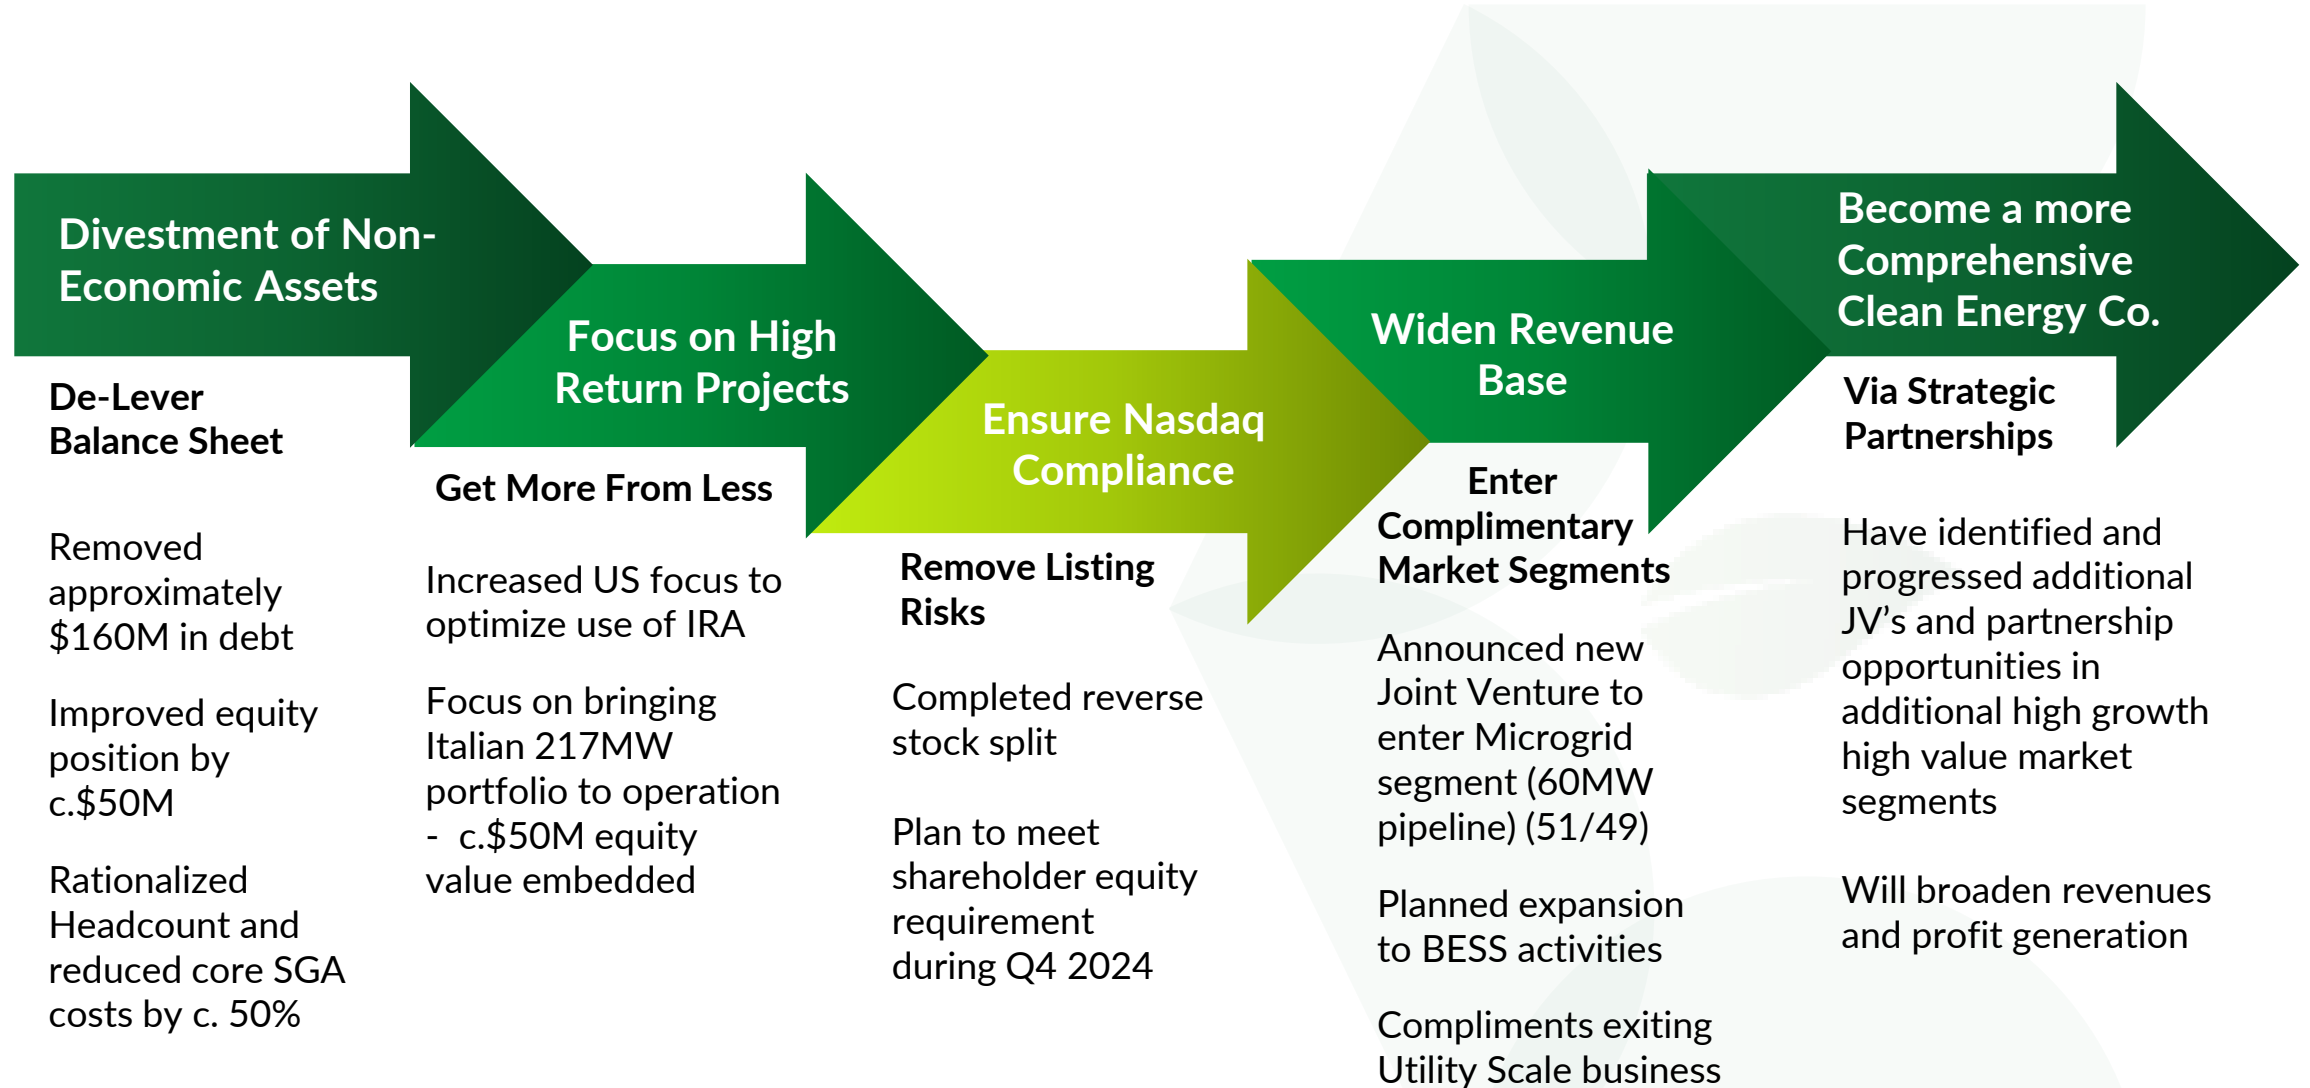 Divestment of Non-
Economic Assets
De-Lever
Balance Sheet
Removed
approximately
$160M in debt
Improved equity
position by
c.$50M
Rationalized
Headcount and
reduced core SGA
costs by c. 50%
Focus on High
Return Projects
Get More From Less
Increased US focus to
optimize use of IRA
Focus on bringing
Italian 217MW
portfolio to operation
- c.$50M equity
value embedded
Ensure Nasdaq
Compliance
Remove Listing
Risks
Completed reverse
stock split
Plan to meet
shareholder equity
requirement
during Q4 2024
Widen Revenue
Base
Enter
Complimentary
Market Segments
Announced new
Joint Venture to
enter Microgrid
segment (60MW
pipeline) (51/49)
Planned expansion
to BESS activities
Compliments exiting
Utility Scale business
Become a more
Comprehensive
Clean Energy Co.
Via Strategic
Partnerships
Have identified and
progressed additional
JV’s and partnership
opportunities in
additional high growth
high value market
segments
Will broaden revenues
and profit generation